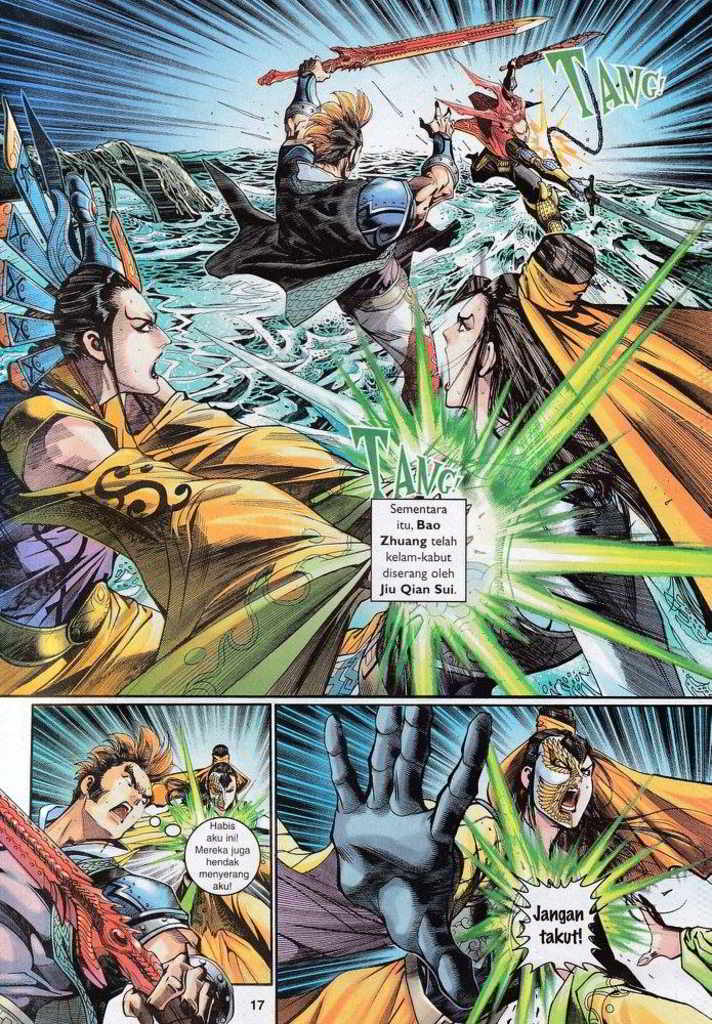 TANG!
TANG!
Sementara
itu, Bao
Zhuang telah
kelam-kabut
diserang oleh
Jiu Qian Sui.
Habis
aku ini!
Mereka juga
hendak
menyerang
aku!
Jangan
takut!
17